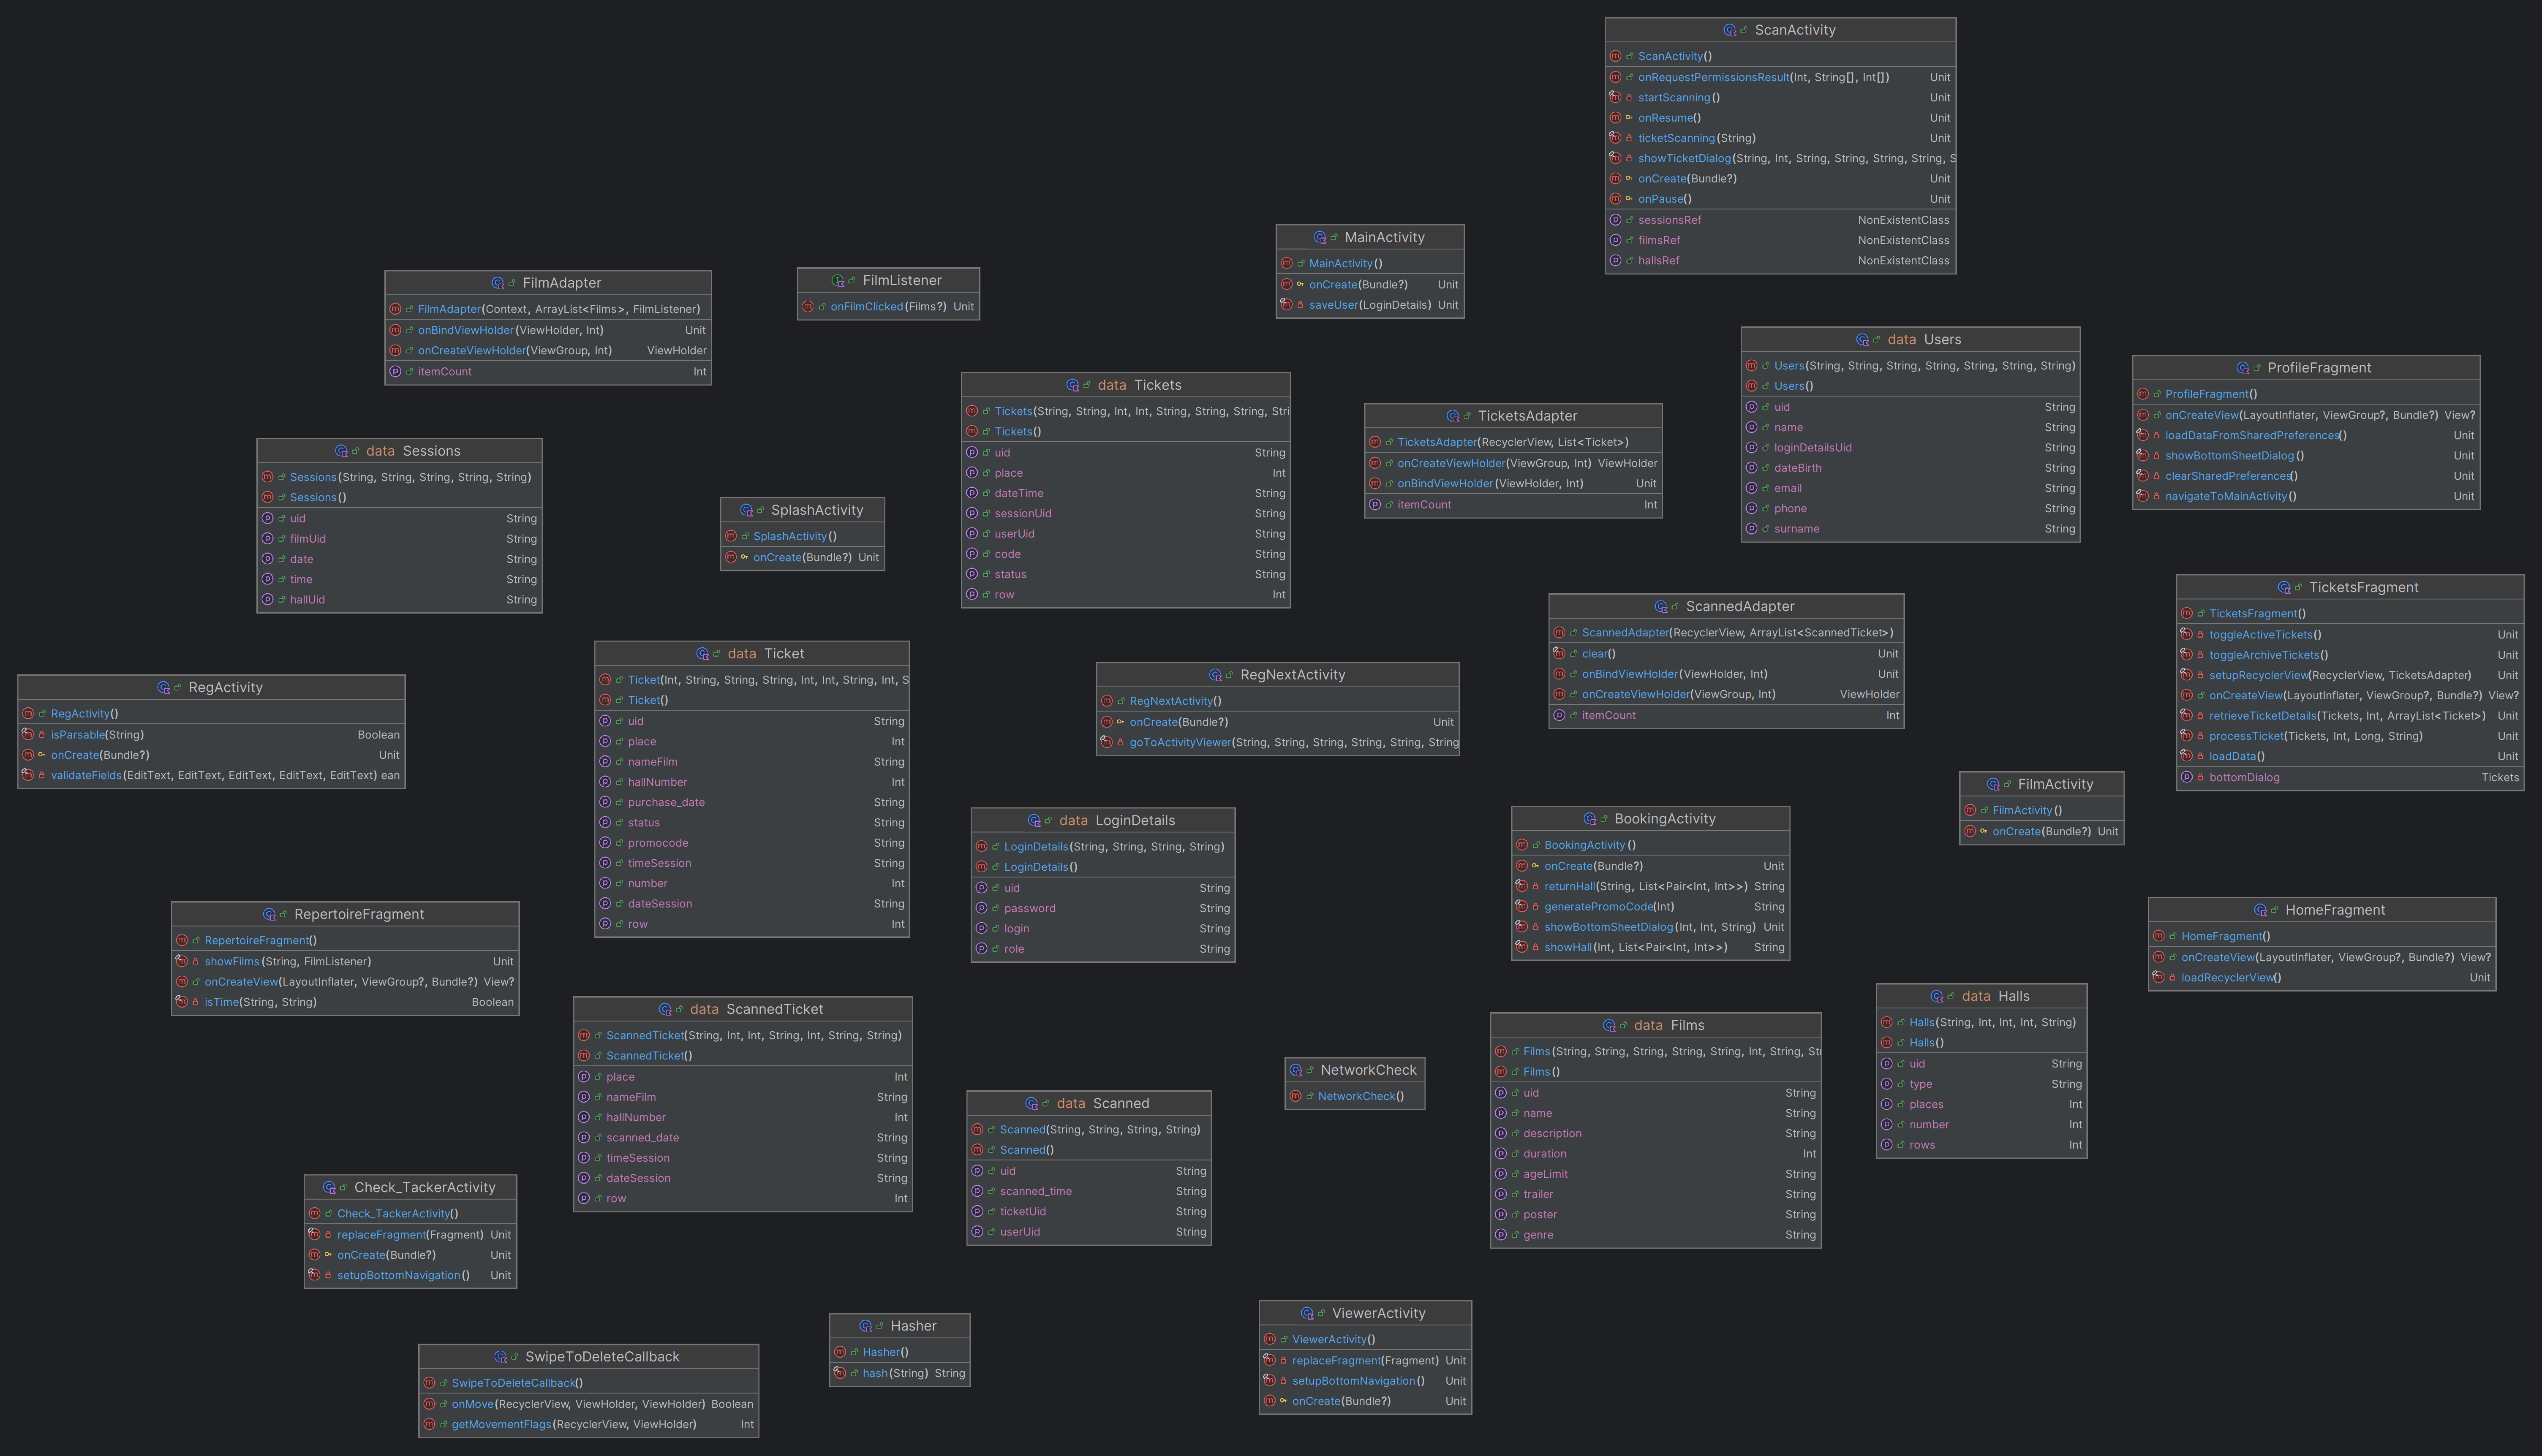 ScanActivity
ScanActivity()
onRequestPermissionsResult(Int, String[], Int[]) Unit
startScanning() Unit
onResume() Unit
ticketScanning(String) Unit
showTicketDialog(String, Int, String, String, String, String, S
onCreate(Bundle?) Unit
onPause() Unit
sessionsRef NonExistentClass
filmsRef NonExistentClass
hallsRef NonExistentClass
MainActivity
MainActivity()
onCreate(Bundle?) Unit
saveUser(LoginDetails) Unit
FilmAdapter
FilmAdapter(Context, ArrayList<Films>, FilmListener)
onBindViewHolder(ViewHolder, Int) Unit
onCreateViewHolder(ViewGroup, Int) ViewHolder
itemCount Int
FilmListener
onFilmClicked(Films?) Unit
data Users
Users(String, String, String, String, String, String, String)
Users()
uid String
name String
loginDetailsUid String
dateBirth String
email String
phone String
surname String
ProfileFragment
ProfileFragment()
onCreateView(LayoutInflater, ViewGroup?, Bundle?) View?
loadDataFromSharedPreferences() Unit
showBottomSheetDialog() Unit
clearSharedPreferences() Unit
navigateToMainActivity() Unit
data Tickets
Tickets(String, String, Int, Int, String, String, String, Stri
Tickets()
uid String
place Int
dateTime String
sessionUid String
userUid String
code String
status String
row Int
TicketsAdapter
TicketsAdapter(RecyclerView, List<Ticket>)
onCreateViewHolder(ViewGroup, Int) ViewHolder
onBindViewHolder(ViewHolder, Int) Unit
itemCount Int
data Sessions
Sessions(String, String, String, String, String)
Sessions()
uid String
filmUid String
date String
time String
hallUid String
SplashActivity
SplashActivity()
onCreate(Bundle?) Unit
TicketsFragment
TicketsFragment()
toggleActiveTickets() Unit
toggleArchiveTickets() Unit
setupRecyclerView(RecyclerView, TicketsAdapter) Unit
onCreateView(LayoutInflater, ViewGroup?, Bundle?) View?
retrieveTicketDetails(Tickets, Int, ArrayList<Ticket>) Unit
processTicket(Tickets, Int, Long, String) Unit
loadData() Unit
bottomDialog Tickets
ScannedAdapter
ScannedAdapter(RecyclerView, ArrayList<ScannedTicket>)
clear() Unit
onBindViewHolder(ViewHolder, Int) Unit
onCreateViewHolder(ViewGroup, Int) ViewHolder
itemCount Int
data Ticket
Ticket(Int, String, String, String, Int, Int, String, Int, S
Ticket()
uid String
place Int
nameFilm String
hallNumber Int
purchase_date String
status String
promocode String
timeSession String
number Int
dateSession String
row Int
RegNextActivity
RegNextActivity()
onCreate(Bundle?) Unit
goToActivityViewer(String, String, String, String, String, String
RegActivity
RegActivity()
isParsable(String) Boolean
onCreate(Bundle?) Unit
validateFields(EditText, EditText, EditText, EditText, EditText) ean
FilmActivity
FilmActivity()
onCreate(Bundle?) Unit
data LoginDetails
LoginDetails(String, String, String, String)
LoginDetails()
uid String
password String
login String
role String
BookingActivity
BookingActivity()
onCreate(Bundle?) Unit
returnHall(String, List<Pair<Int, Int>>) String
generatePromoCode(Int) String
showBottomSheetDialog(Int, Int, String) Unit
showHall(Int, List<Pair<Int, Int>>) String
RepertoireFragment
RepertoireFragment()
showFilms(String, FilmListener) Unit
onCreateView(LayoutInflater, ViewGroup?, Bundle?) View?
isTime(String, String) Boolean
HomeFragment
HomeFragment()
onCreateView(LayoutInflater, ViewGroup?, Bundle?) View?
loadRecyclerView() Unit
data Halls
Halls(String, Int, Int, Int, String)
Halls()
uid String
type String
places Int
number Int
rows Int
data ScannedTicket
ScannedTicket(String, Int, Int, String, Int, String, String)
ScannedTicket()
place Int
nameFilm String
hallNumber Int
scanned_date String
timeSession String
dateSession String
row Int
data Films
Films(String, String, String, String, String, Int, String, Str
Films()
uid String
name String
description String
duration Int
ageLimit String
trailer String
poster String
genre String
NetworkCheck
NetworkCheck()
data Scanned
Scanned(String, String, String, String)
Scanned()
uid String
scanned_time String
ticketUid String
userUid String
Check_TackerActivity
Check_TackerActivity()
replaceFragment(Fragment) Unit
onCreate(Bundle?) Unit
setupBottomNavigation() Unit
ViewerActivity
ViewerActivity()
replaceFragment(Fragment) Unit
setupBottomNavigation() Unit
onCreate(Bundle?) Unit
Hasher
Hasher()
hash(String) String
SwipeToDeleteCallback
SwipeToDeleteCallback()
onMove(RecyclerView, ViewHolder, ViewHolder) Boolean
getMovementFlags(RecyclerView, ViewHolder) Int